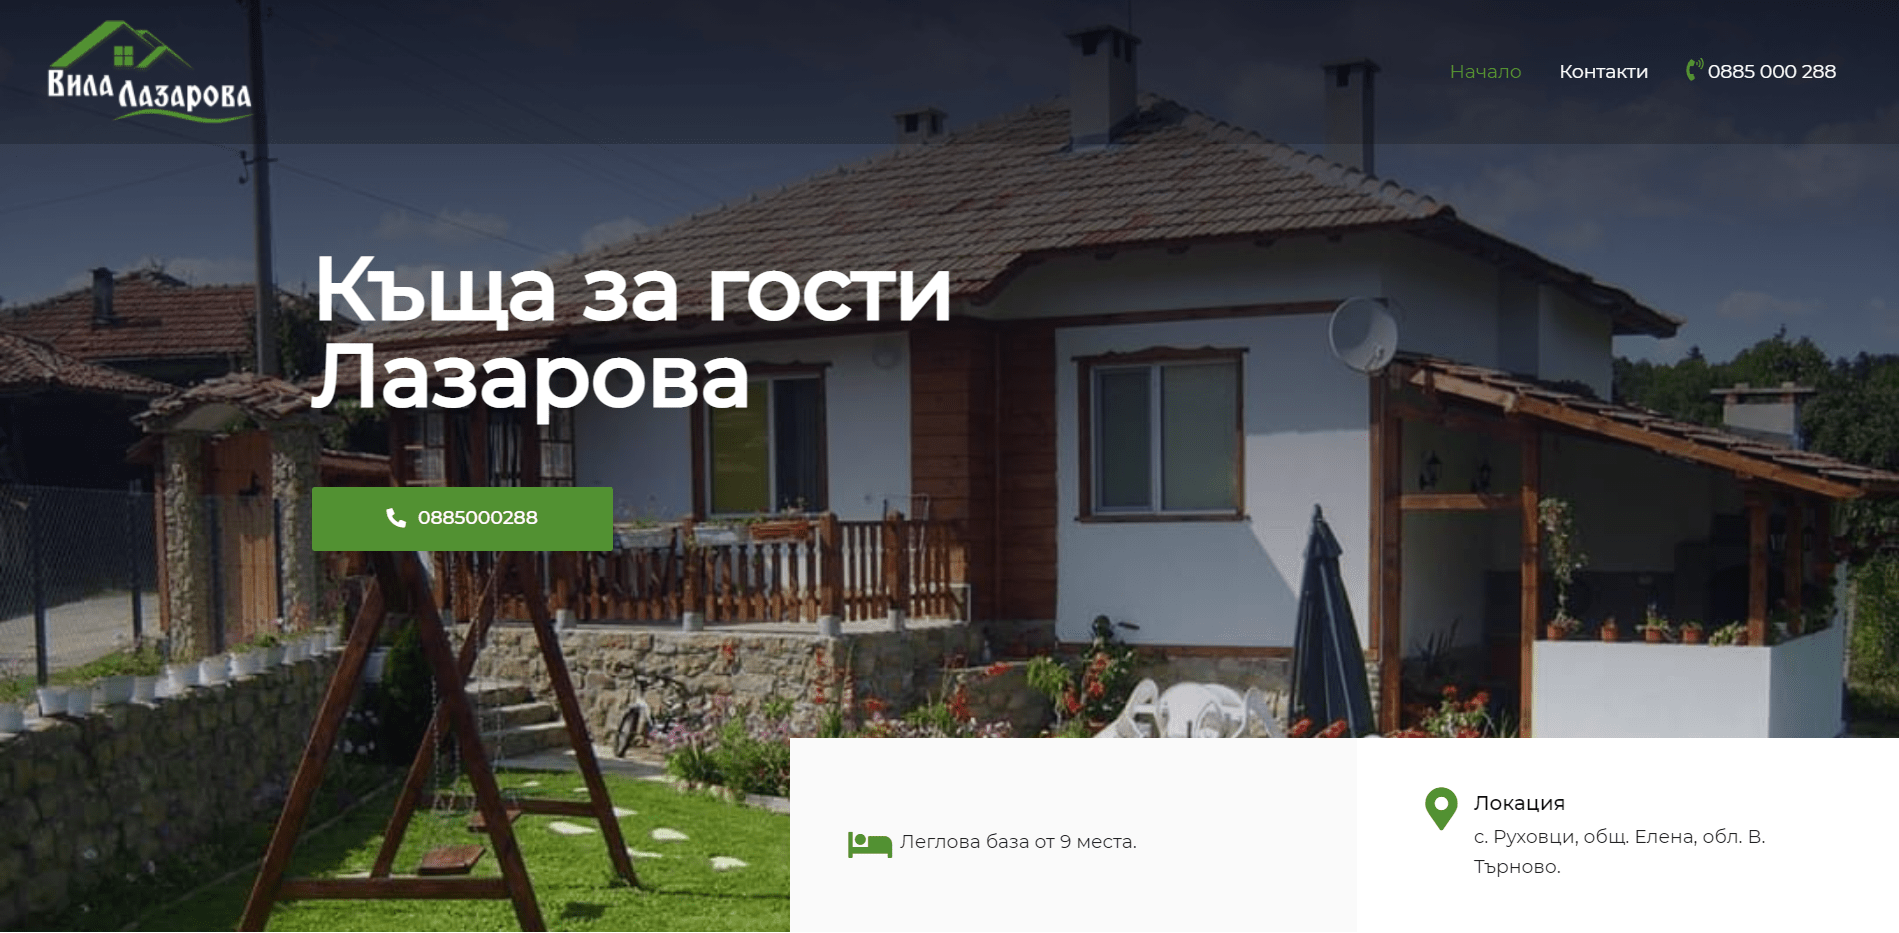 Вила Лазарова
Начало
Контакти
0885 000 288
Къща за гости
Лазарова
0885000288
Леглова база от 9 места.
Локация
с. Руховци, общ. Елена, обл. В.
Търново.